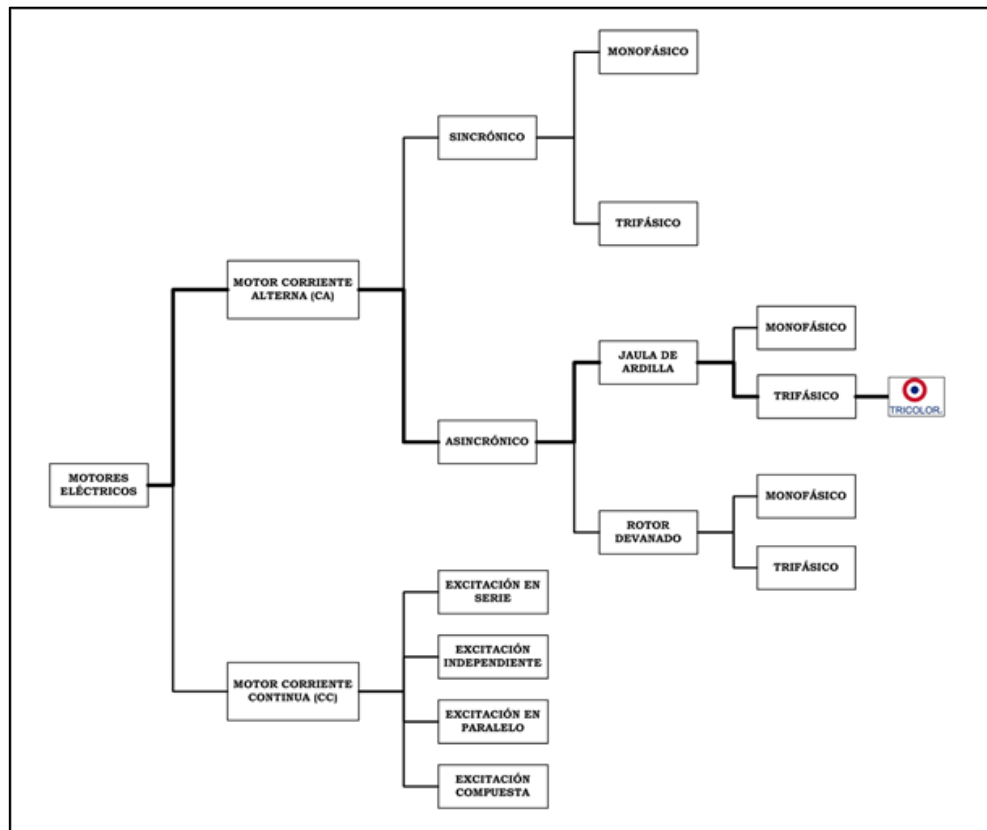 MOTORES
ELÉCTRICOS
MOTOR CORRIENTE
ALTERNA (CA)
SINCRÓNICO
MONOFÁSICO
TRIFÁSICO
ASINCRÓNICO
JAULA DE
ARDILLA
MONOFÁSICO
TRIFÁSICO
TRICOLOR
ROTOR
DEVANADO
MONOFÁSICO
TRIFÁSICO
MOTOR CORRIENTE
CONTINUA (CC)
EXCITACIÓN EN
SERIE
EXCITACIÓN
INDEPENDIENTE
EXCITACIÓN EN
PARALELO
EXCITACIÓN
COMPUESTA